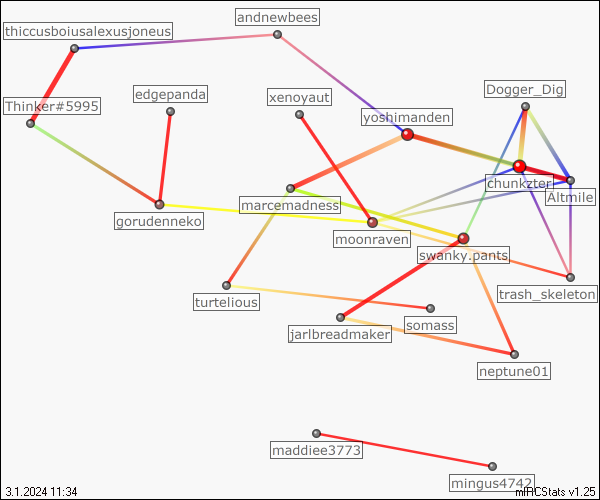 andnewbees
thiccusboiusalexusjoneus
Dogger_Dig
edgepanda
xenoyaut
Thinker#5995
yoshimanden
chunkzter
Altmile
marcemadness
gorudenneko
moonraven
swanky.pants
trash_skeleton
turtelious
somass
jarlbreadmaker
neptune01
maddiee3773
mingus4742
3.1.2024 11:34
mIRCStats v1.25